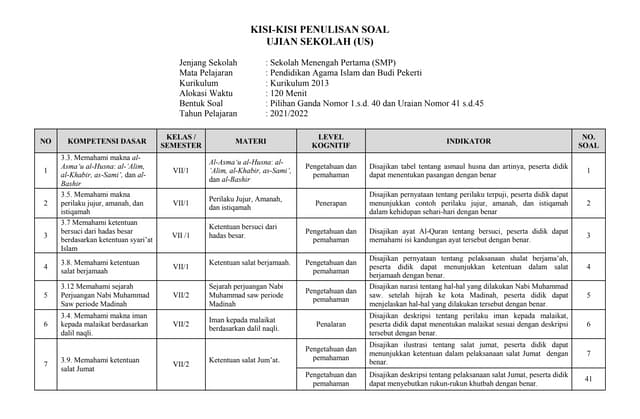 KISI-KISI PENULISAN SOAL
UJIAN SEKOLAH (US)
Jenjang Sekolah : Sekolah Menengah Pertama (SMP)
Mata Pelajaran : Pendidikan Agama Islam dan Budi Pekerti
Kurikulum : Kurikulum 2013
Alokasi Waktu : 120 Menit
Bentuk Soal : Pilihan Ganda Nomor 1.s.d. 40 dan Uraian Nomor 41 s.d.45
Tahun Pelajaran : 2021/2022
NO
KOMPETENSI DASAR
KELAS /
SEMESTER
MATERI
LEVEL
KOGNITIF
INDIKATOR
NO.
SOAL
1
3.3. Memahami makna al-
Asma‘u al-Husna: al-‘Alim,
al-Khabir, as-Sami’, dan al-
Bashir
VII/1
Al-Asma‘u al-Husna: al-
‘Alim, al-Khabir, as-Sami’,
dan al-Bashir
Pengetahuan dan
pemahaman
Disajikan tabel tentang asmaul husna dan artinya, peserta didik
dapat menentukan pasangan dengan benar
1
2
3.5. Memahami makna
perilaku jujur, amanah, dan
istiqamah
VII/1
Perilaku Jujur, Amanah,
dan istiqamah
Penerapan
Disajikan pernyataan tentang perilaku terpuji, peserta didik dapat
menunjukkan contoh perilaku jujur, amanah, dan istiqamah
dalam kehidupan sehari-hari dengan benar
2
3
3.7 Memahami ketentuan
bersuci dari hadas besar
berdasarkan ketentuan syari’at
Islam
VII /1
Ketentuan bersuci dari
hadas besar.
Pengetahuan dan
pemahaman
Disajikan ayat Al-Quran tentang bersuci, peserta didik dapat
memahami isi kandungan ayat tersebut dengan benar.
3
4
3.8. Memahami ketentuan
salat berjamaah
VII/1
Ketentuan salat berjemaah.
Pengetahuan dan
pemahaman
Disajikan pernyataan tentang pelaksanaan shalat berjama’ah,
peserta didik dapat menunjukkan ketentuan dalam salat
berjamaah dengan benar.
4
5
3.12 Memahami sejarah
Perjuangan Nabi Muhammad
Saw periode Madinah
VII/2
Sejarah perjuangan Nabi
Muhammad saw periode
Madinah
Pengetahuan dan
pemahaman
Disajikan narasi tentang hal-hal yang dilakukan Nabi Muhammad
saw. setelah hijrah ke kota Madinah, peserta didik dapat
menjelaskan hal-hal yang dilakukan tersebut dengan benar.
5
6
3.4. Memahami makna iman
kepada malaikat berdasarkan
dalil naqli.
VII/2
Iman kepada malaikat
berdasarkan dalil naqli.
Penalaran
Disajikan deskripsi tentang perilaku iman kepada malaikat,
peserta didik dapat menentukan malaikat sesuai dengan deskripsi
tersebut dengan benar.
6
7
3.9. Memahami ketentuan
salat Jumat
VII/2
Ketentuan salat Jum’at.
Pengetahuan dan
pemahaman
Disajikan ilustrasi tentang salat jumat, peserta didik dapat
menunjukkan ketentuan dalam pelaksanaan salat Jumat dengan
benar.
7
Pengetahuan dan
pemahaman
Disajikan deskripsi tentang pelaksanaan salat Jumat, peserta didik
dapat menyebutkan rukun-rukun khutbah dengan benar.
41